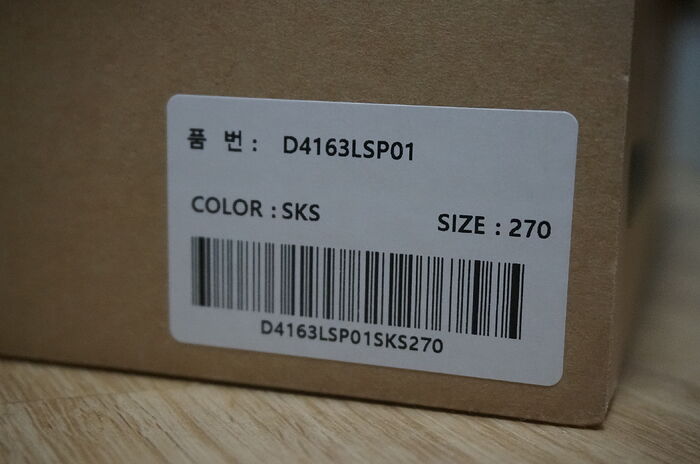 품 번 : D4163LSP01
COLOR : SKS SIZE : 270
D4163LSP01SKS270